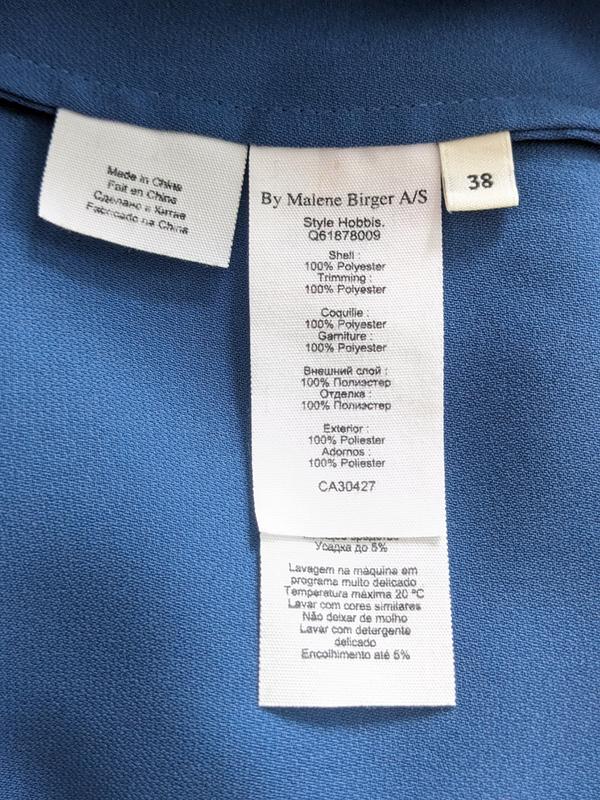 Made in China
Fait en Chine
Сделано в Китае
Fabricado na China
By Malene Birger A/S
Style Hobbis.
Q61878009
Shell :
100% Polyester
Trimming :
100% Polyester
Coquille :
100% Polyester
Garniture :
100% Polyester
Внешний слой :
100% Полиэстер
Отделка :
100% Полиэстер
Exterior :
100% Poliester
Adornos :
100% Poliester
CA30427
средство
Усадка до 5%
Lavagem na máquina em
programa muito delicado
Temperatura máxima 20 ºC
Lavar com cores similares
Não deixar de molho
Lavar com detergente
delicado
Encolhimento até 5%
38